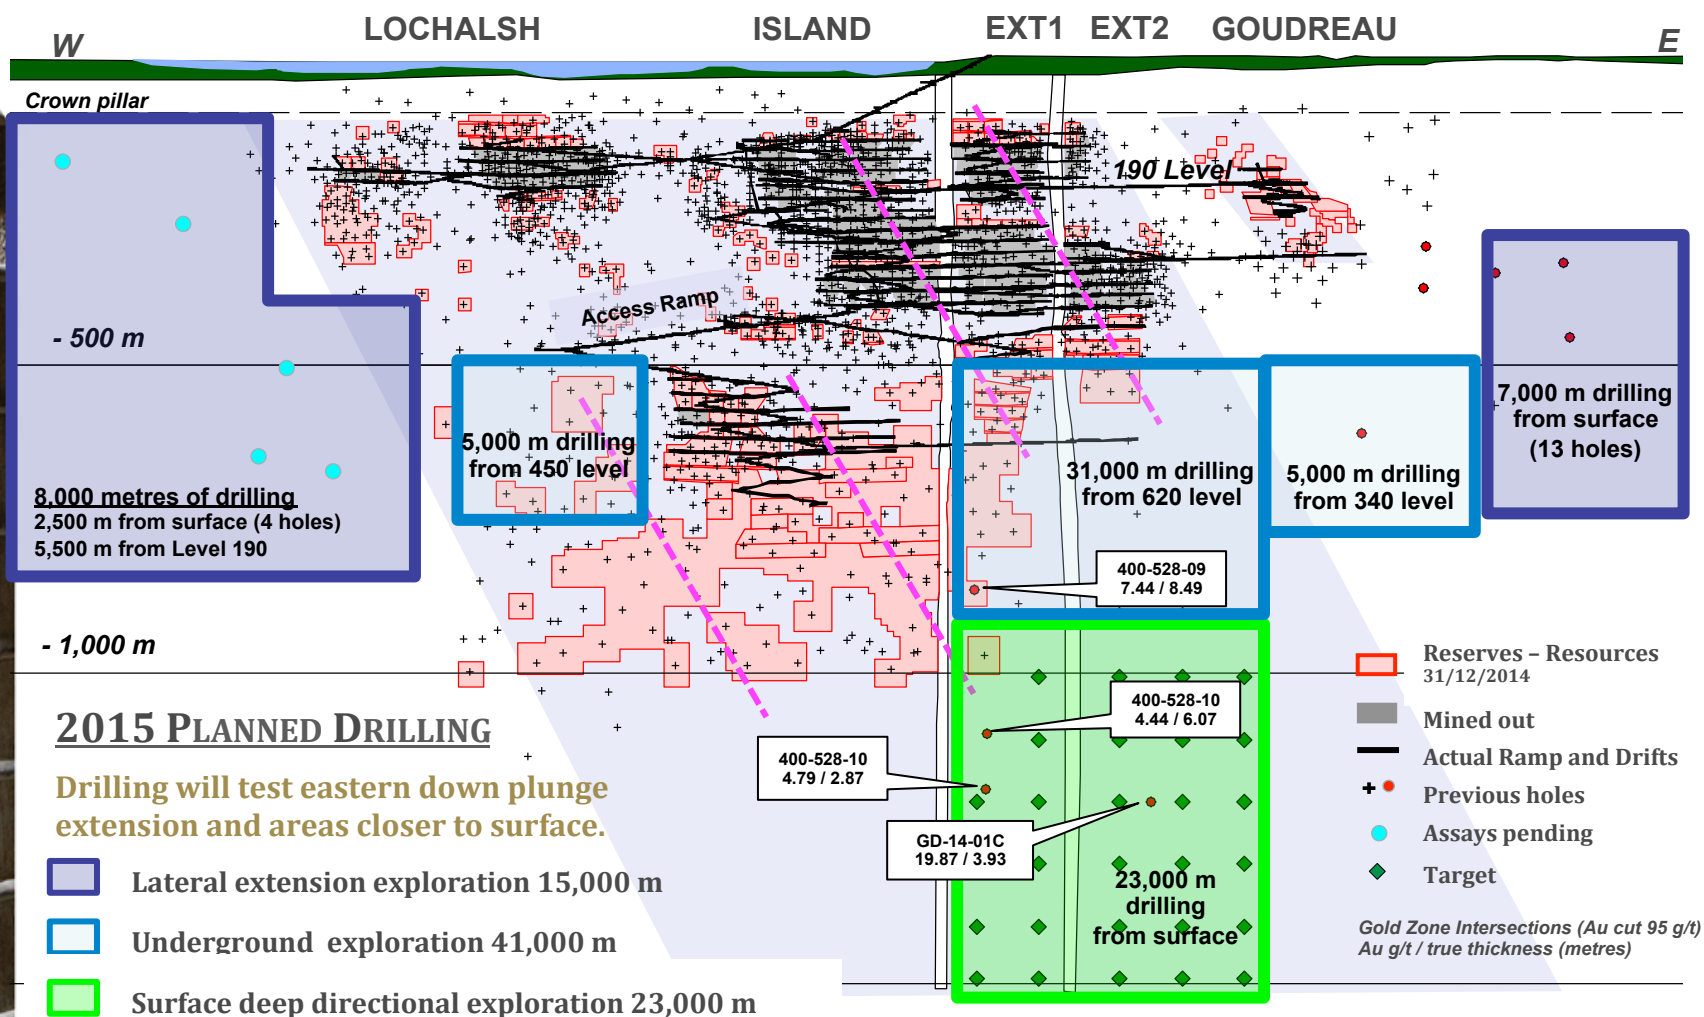 LOCHALSH ISLAND EXT1 EXT2 GOUDREAU
W E
Crown pillar
190 Level
Access Ramp
- 500 m
7,000 m drilling
from surface
(13 holes)
5,000 m drilling
from 450 level
31,000 m drilling
from 620 level
5,000 m drilling
from 340 level
8,000 metres of drilling
2,500 m from surface (4 holes)
5,500 m from Level 190
400-528-09
7.44 / 8.49
- 1,000 m
400-528-10
4.44 / 6.07
400-528-10
4.79 / 2.87
GD-14-01C
19.87 / 3.93
23,000 m
drilling
from surface
2015 PLANNED DRILLING
Drilling will test eastern down plunge
extension and areas closer to surface.
Lateral extension exploration 15,000 m
Underground exploration 41,000 m
Surface deep directional exploration 23,000 m
Reserves – Resources
31/12/2014
Mined out
Actual Ramp and Drifts
Previous holes
Assays pending
Target
Gold Zone Intersections (Au cut 95 g/t)
Au g/t / true thickness (metres)